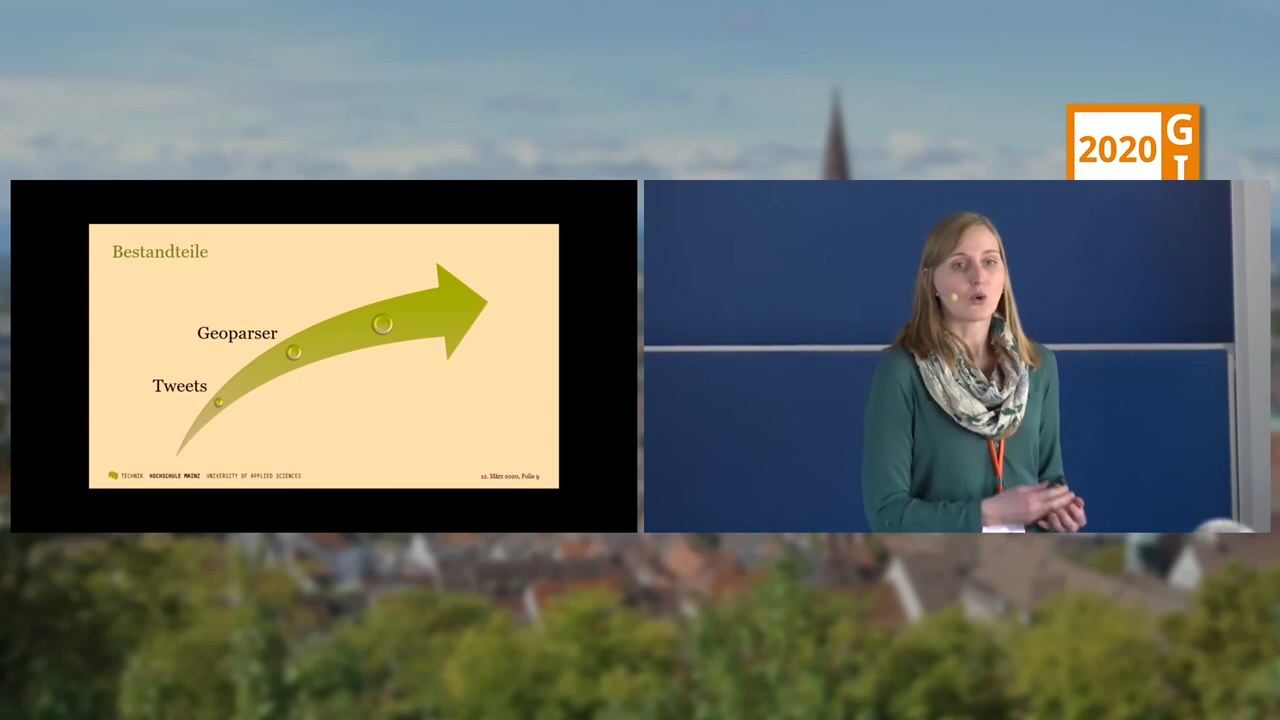 2020
G
I
Bestandteile
Geoparser
Tweets
TECHNIK HOCHSCHULE MAINZ UNIVERSITY OF APPLIED SCIENCES
12. März 2020, Folie 9